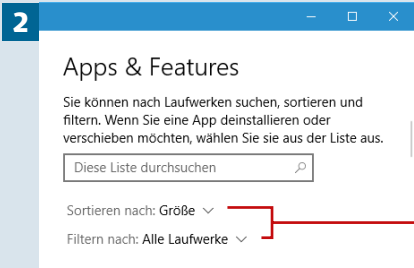 2
Apps & Features
Sie können nach Laufwerken suchen, sortieren und
filtern. Wenn Sie eine App deinstallieren oder
verschieben möchten, wählen Sie sie aus der Liste aus.
Diese Liste durchsuchen
Sortieren nach: Größe
Filtern nach: Alle Laufwerke